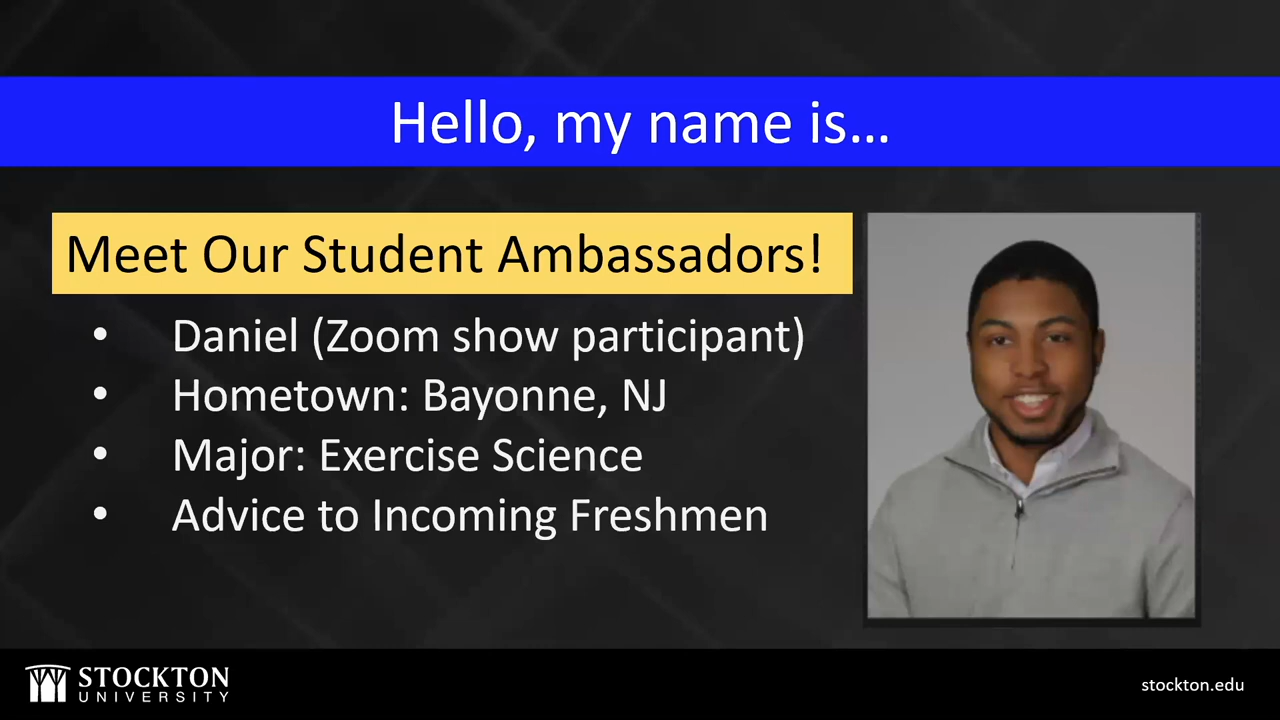 Hello, my name is...
Meet Our Student Ambassadors!
• Daniel (Zoom show participant)
• Hometown: Bayonne, NJ
• Major: Exercise Science
• Advice to Incoming Freshmen
STOCKTON
UNIVERSITY
stockton.edu